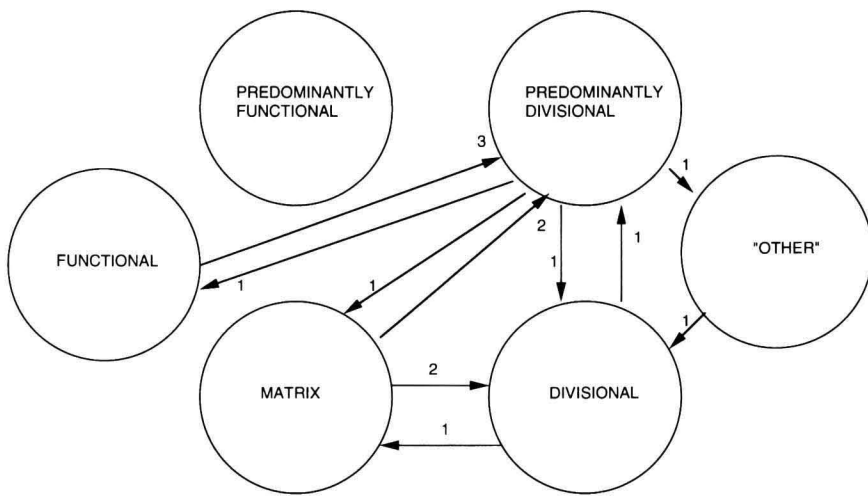 PREDOMINANTLY
FUNCTIONAL
PREDOMINANTLY
DIVISIONAL
3
1
FUNCTIONAL
2
1
1
"OTHER"
1
1
1
2
MATRIX
DIVISIONAL
1